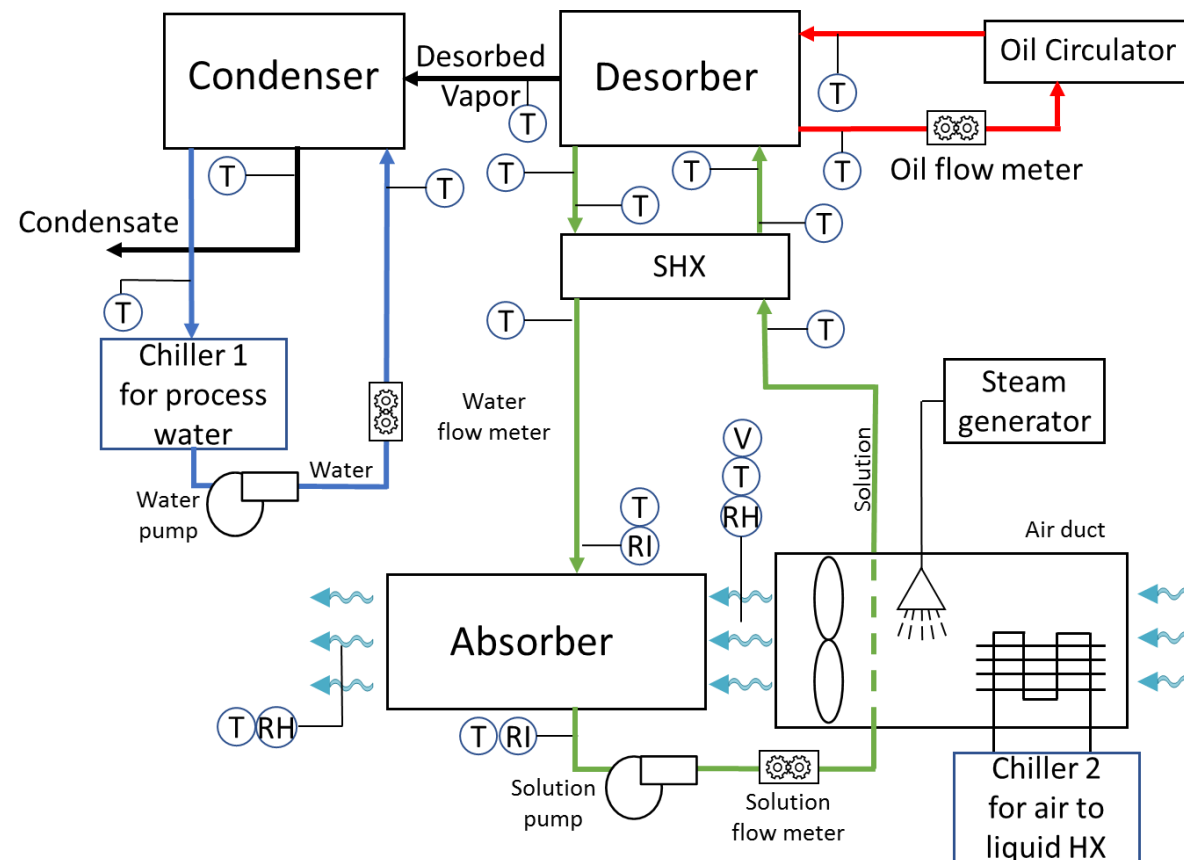 Condenser
Desorbed
Vapor
T
Desorber
T
Oil Circulator
T
Oil flow meter
T
T
T
T
T
T
T
Condensate
T
SHX
T
T
Chiller 1
for process
water
Water
flow meter
Water
Water
pump
Steam
generator
V
T
RH
Solution
T
RI
Air duct
Absorber
T
RH
T
RI
Solution
pump
Solution
flow meter
Chiller 2
for air to
liquid HX